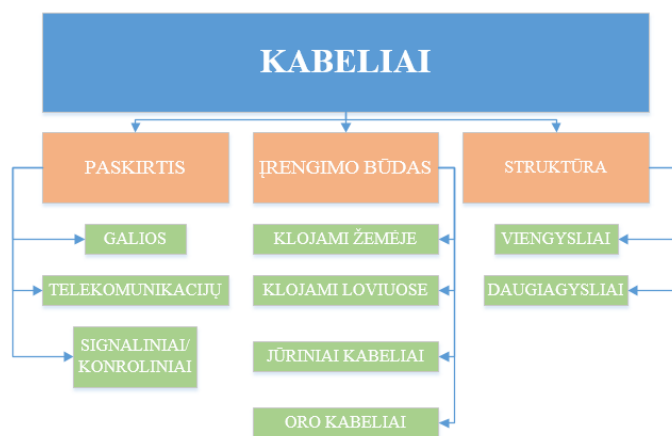 KABELIAI
PASKIRTIS
GALIOS
TELEKOMUNIKACIJŲ
SIGNALINIAI/
KONROLINIAI
ĮRENGIMO BŪDAS
KLOJAMI ŽEMĖJE
KLOJAMI LOVIUOSE
JŪRINIAI KABELIAI
ORO KABELIAI
STRUKTŪRA
VIENGYSLIAI
DAUGIAGYSLIAI